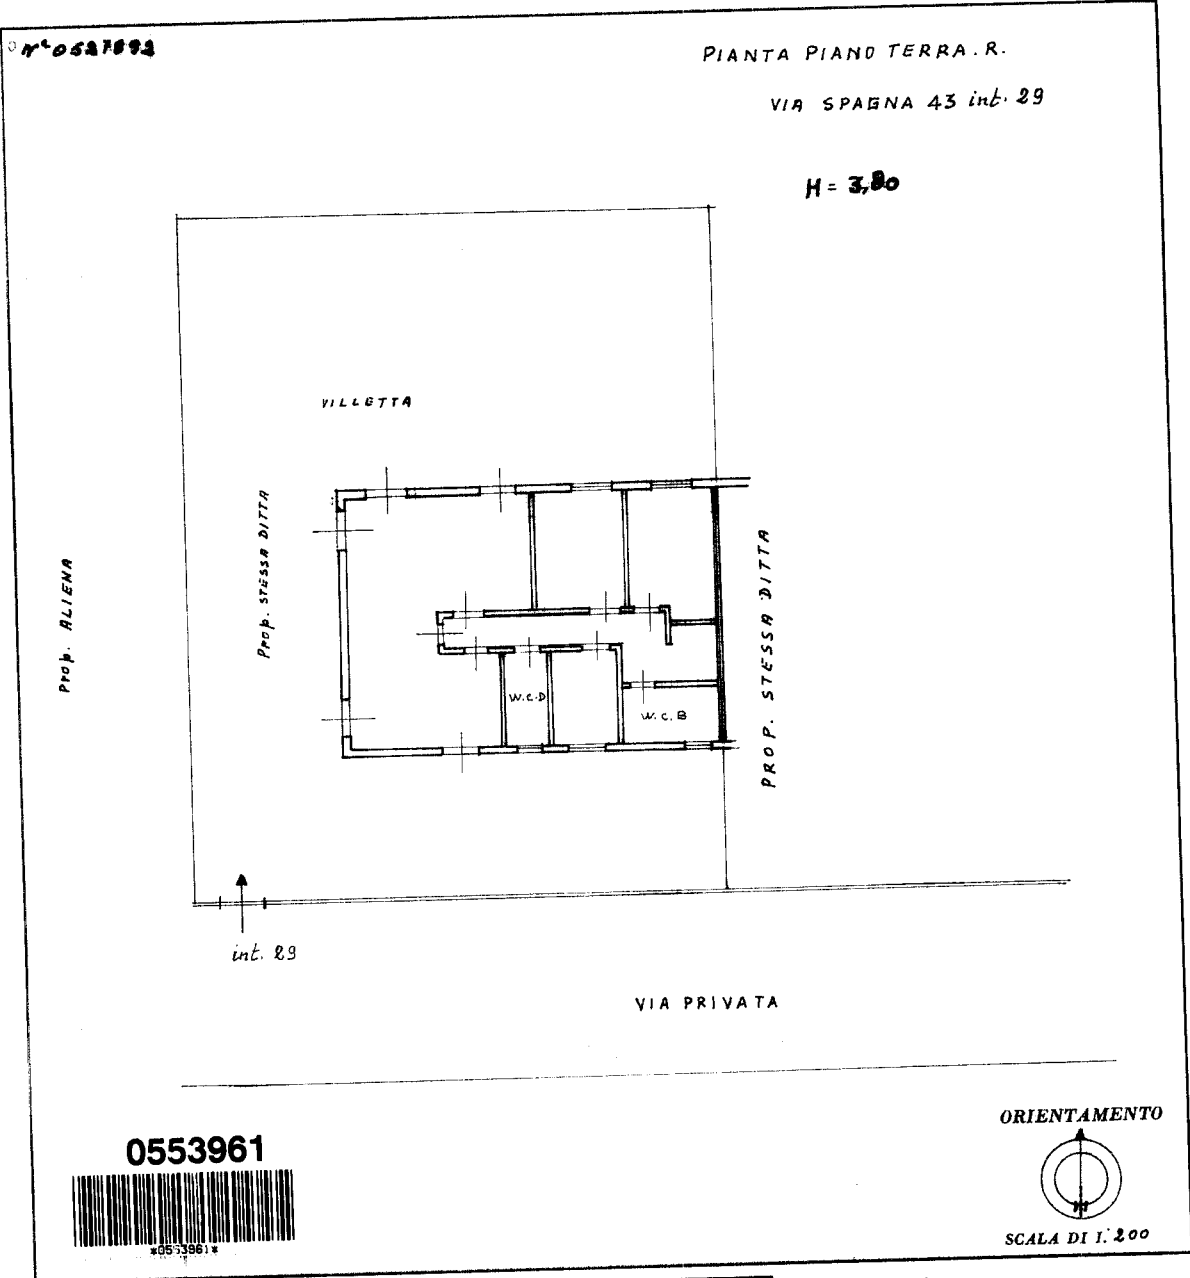 n° 0527892
PIANTA PIANO TERRA. R.
VIA SPAGNA 43 int. 29
H = 3,80
VILLETTA
PROP. ALIENA
PROP. STESSA DITTA
PROP. STESSA DITTA
W.C.D
W.C.B
int. 29
VIA PRIVATA
0553961
*0553961*
ORIENTAMENTO
SCALA DI 1:200